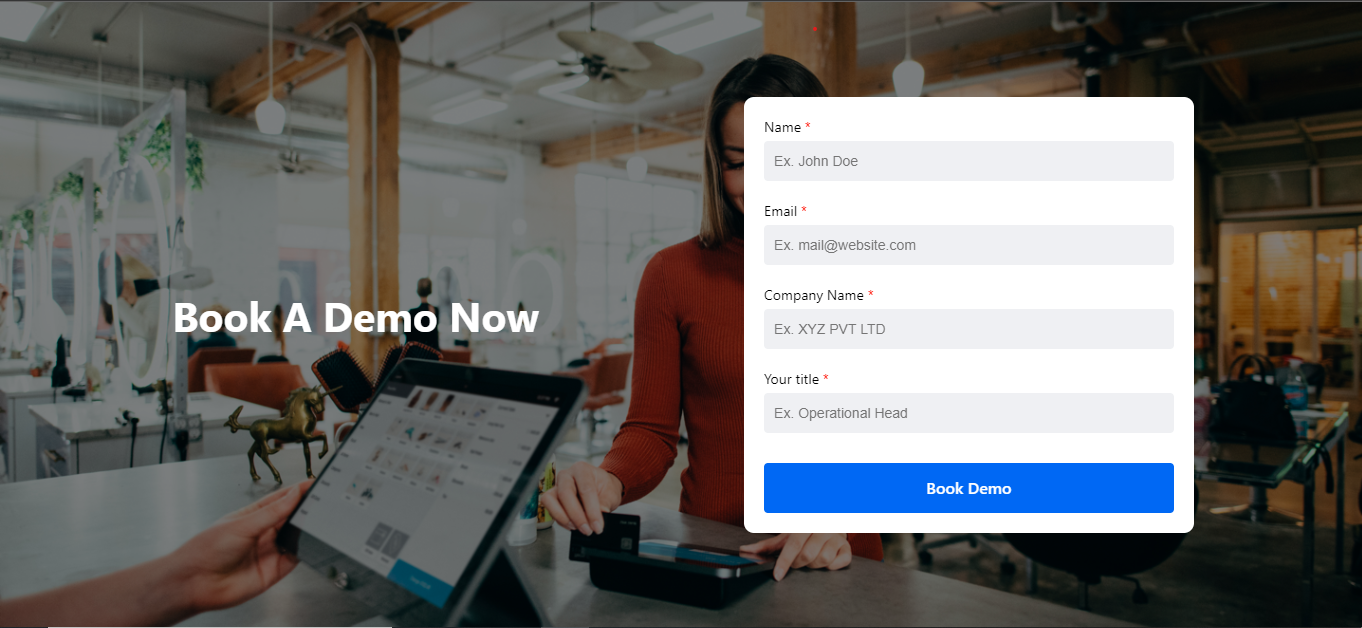 Book A Demo Now
Name *
Ex. John Doe
Email *
Ex. mail@website.com
Company Name *
Ex. XYZ PVT LTD
Your title *
Ex. Operational Head
Book Demo